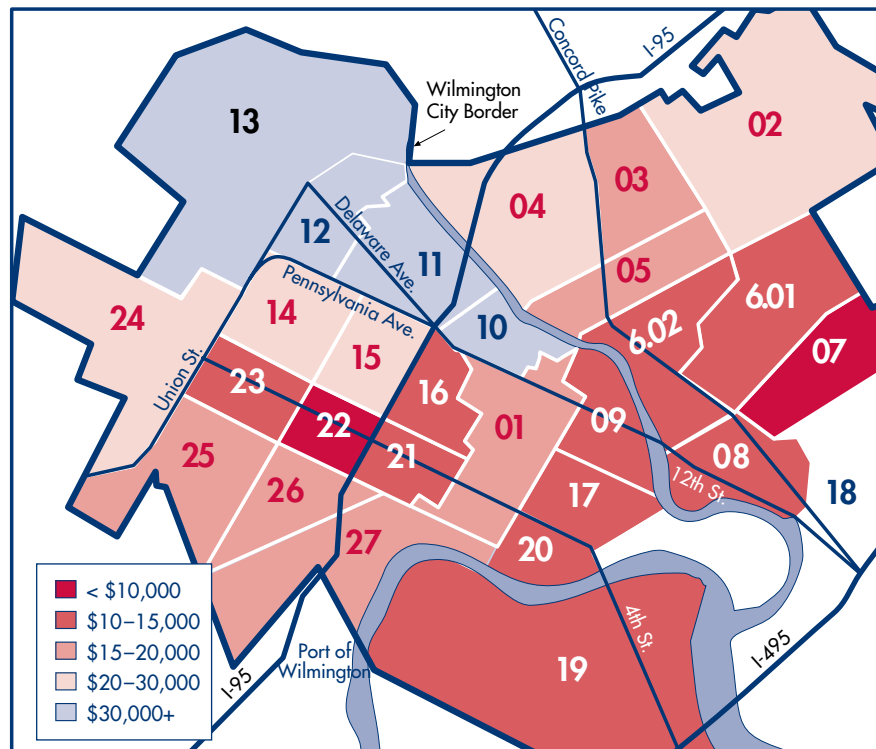 I-95
Concord Pike
13
Wilmington
City Border
02
03
04
Delaware Ave.
12
11
05
6.01
24
14
Pennsylvania Ave.
10
6.02
07
15
Union St.
23
16
22
01
09
21
08
25
12th St.
18
26
17
27
20
< $10,000
$10–15,000
$15–20,000
$20–30,000
$30,000+
4th St.
Port of
Wilmington
I-95
19
I-495